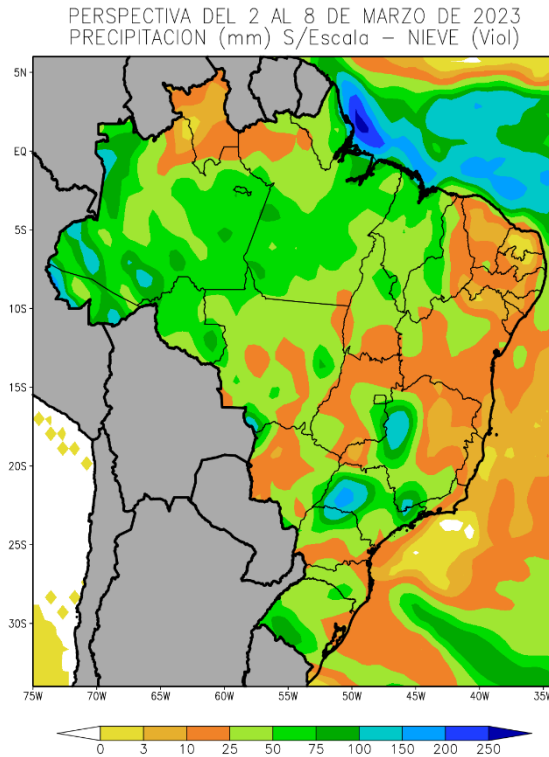 PERSPECTIVA DEL 2 AL 8 DE MARZO DE 2023
PRECIPITACION (mm) S/Escala – NIEVE (Viol)
5N
EQ
5S
10S
15S
20S
25S
30S
75W 70W 65W 60W 55W 50W 45W 40W 35W
0 3 10 25 50 75 100 150 200 250